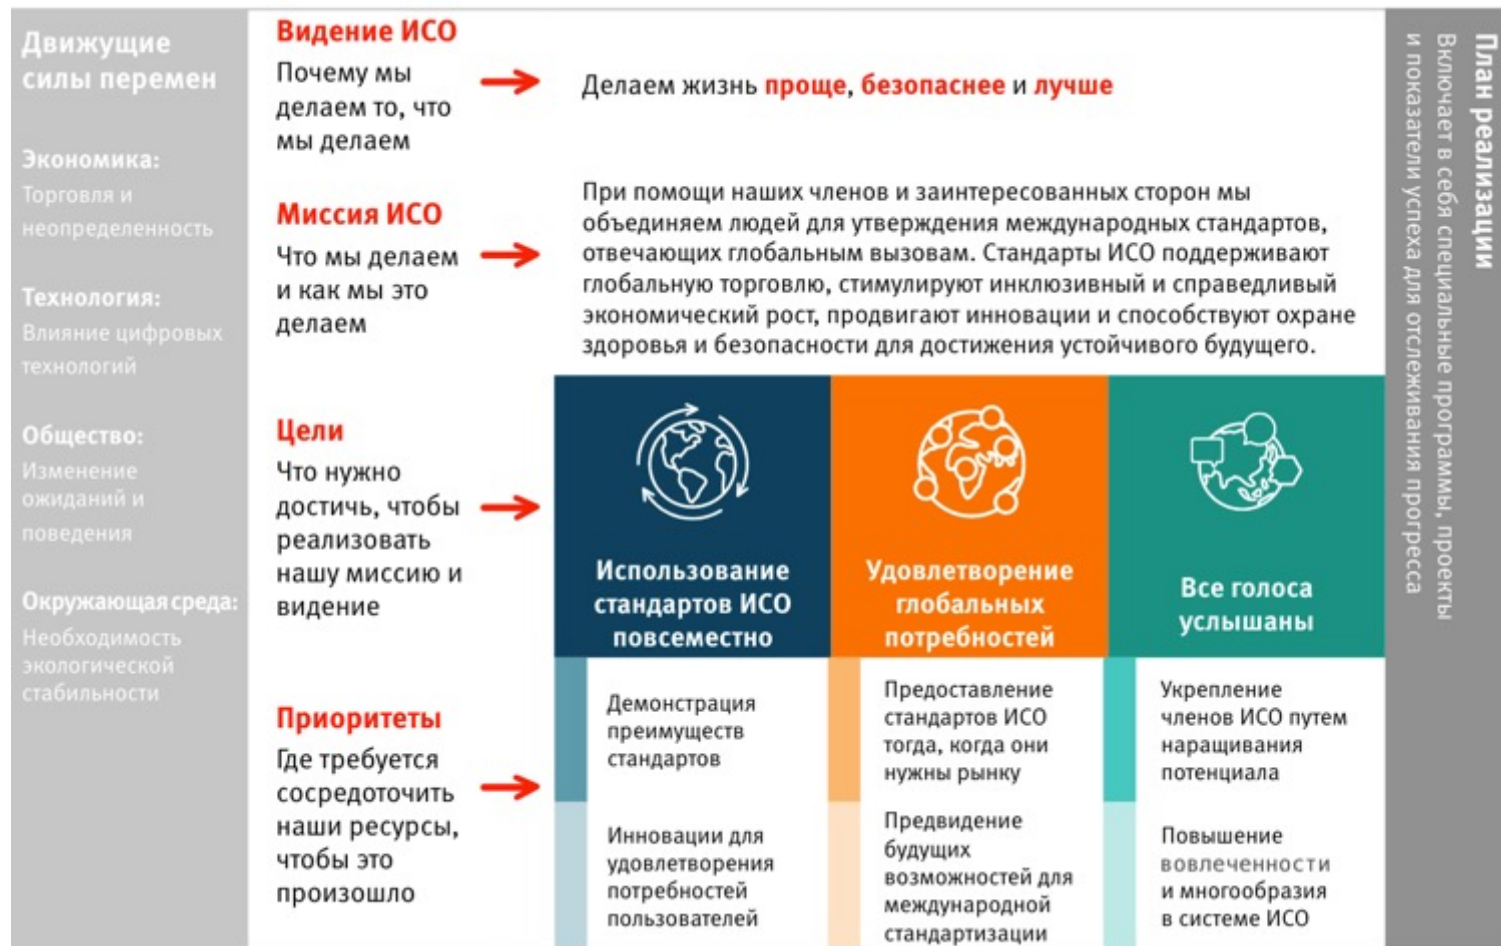 Движущие
силы перемен
Экономика:
Торговля и
неопределенность
Технология:
Влияние цифровых
технологий
Общество:
Изменение
ожиданий и
поведения
Окружающая среда:
Необходимость
экологической
стабильности
Видение ИСО
Почему мы
делаем то, что
мы делаем
Делаем жизнь проще, безопаснее и лучше
Миссия ИСО
Что мы делаем
и как мы это
делаем
При помощи наших членов и заинтересованных сторон мы
объединяем людей для утверждения международных стандартов,
отвечающих глобальным вызовам. Стандарты ИСО поддерживают
глобальную торговлю, стимулируют инклюзивный и справедливый
экономический рост, продвигают инновации и способствуют охране
здоровья и безопасности для достижения устойчивого будущего.
Цели
Что нужно
достичь, чтобы
реализовать
нашу миссию и
видение
Использование
стандартов ИСО
повсеместно
Удовлетворение
глобальных
потребностей
Все голоса
услышаны
Приоритеты
Где требуется
сосредоточить
наши ресурсы,
чтобы это
произошло
Демонстрация
преимуществ
стандартов
Предоставление
стандартов ИСО
тогда, когда они
нужны рынку
Укрепление
членов ИСО путем
наращивания
потенциала
Инновации для
удовлетворения
потребностей
пользователей
Предвидение
будущих
возможностей для
международной
стандартизации
Повышение
вовлеченности
и многообразия
в системе ИСО
План реализации
Включает в себя специальные программы, проекты
и показатели успеха для отслеживания прогресса